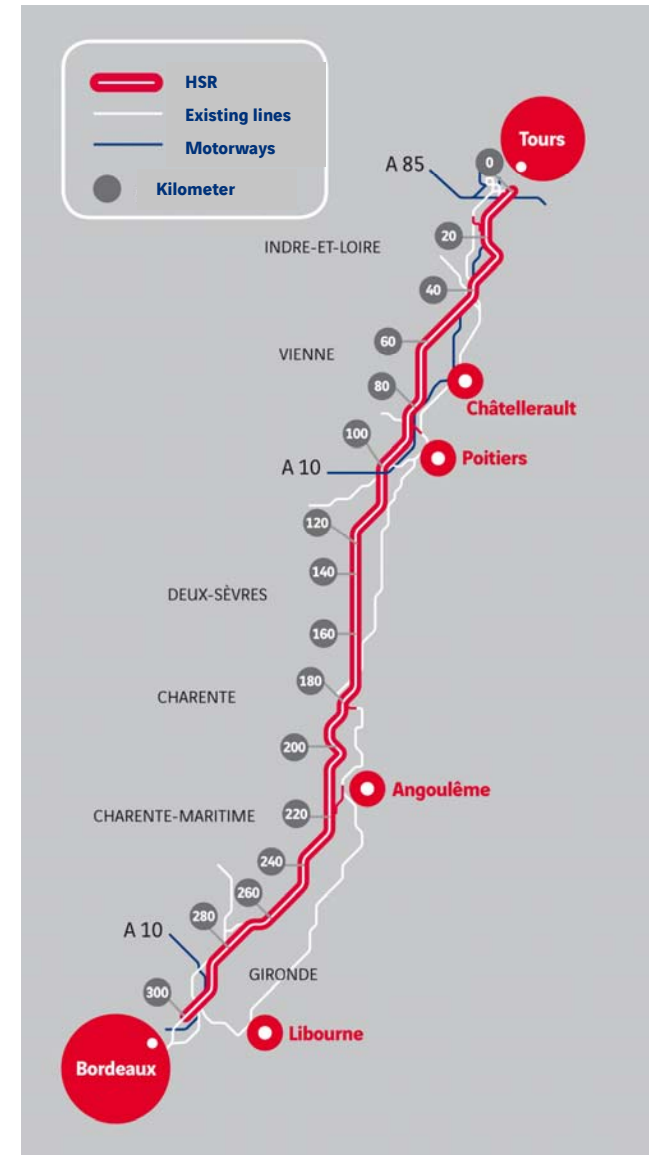 HSR
Existing lines
Motorways
Kilometer
Tours
0
A 85
20
INDRE-ET-LOIRE
40
60
VIENNE
80
Châtellerault
100
Poitiers
A 10
120
140
DEUX-SÈVRES
160
180
CHARENTE
200
Angoulême
220
CHARENTE-MARITIME
240
260
280
A 10
GIRONDE
300
Libourne
Bordeaux